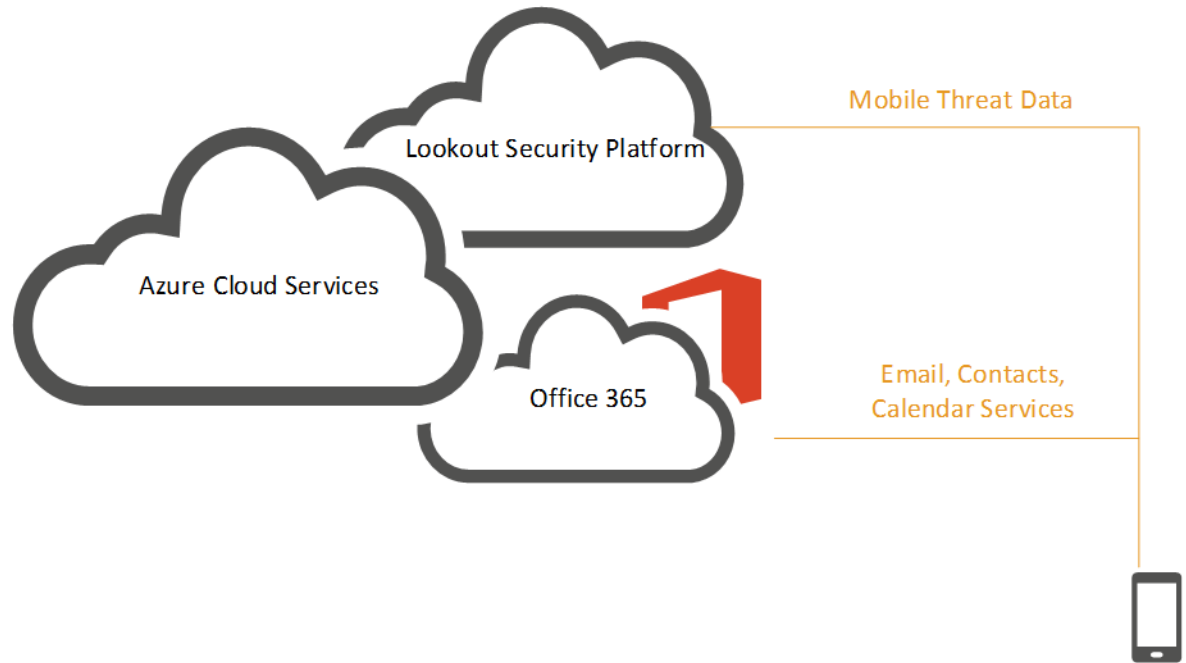 Mobile Threat Data
Lookout Security Platform
Azure Cloud Services
Office 365
Email, Contacts,
Calendar Services